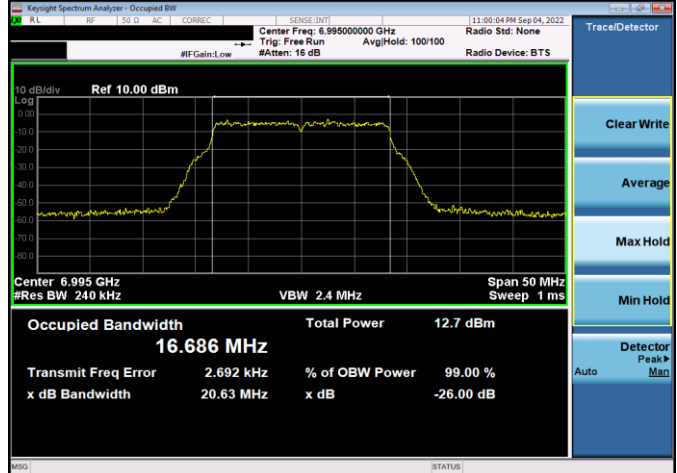 Keysight Spectrum Analyzer - Occupied BW
RL RF 50 Ω AC CORREC SENSE:INT 11:00:04 PM Sep 04, 2022
Center Freq: 6.995000000 GHz Radio Std: None
Trig: Free Run Avg|Hold: 100/100
#IFGain:Low #Atten: 16 dB Radio Device: BTS
Trace/Detector
10 dB/div Ref 10.00 dBm
Log
0.00
-10.0
-20.0
-30.0
-40.0
-50.0
-60.0
-70.0
-80.0
Center 6.995 GHz Span 50 MHz
#Res BW 240 kHz VBW 2.4 MHz Sweep 1 ms
Occupied Bandwidth Total Power 12.7 dBm
16.686 MHz
Transmit Freq Error 2.692 kHz % of OBW Power 99.00 %
x dB Bandwidth 20.63 MHz x dB -26.00 dB
Clear Write
Average
Max Hold
Min Hold
Detector
Peak▶
Auto Man
MSG STATUS